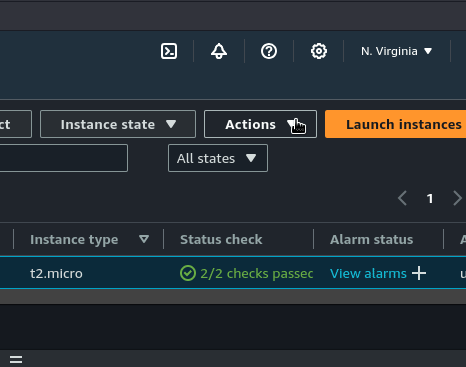 N. Virginia
ct Instance state Actions Launch instances
All states
1
Instance type Status check Alarm status A
t2.micro 2/2 checks passec View alarms u